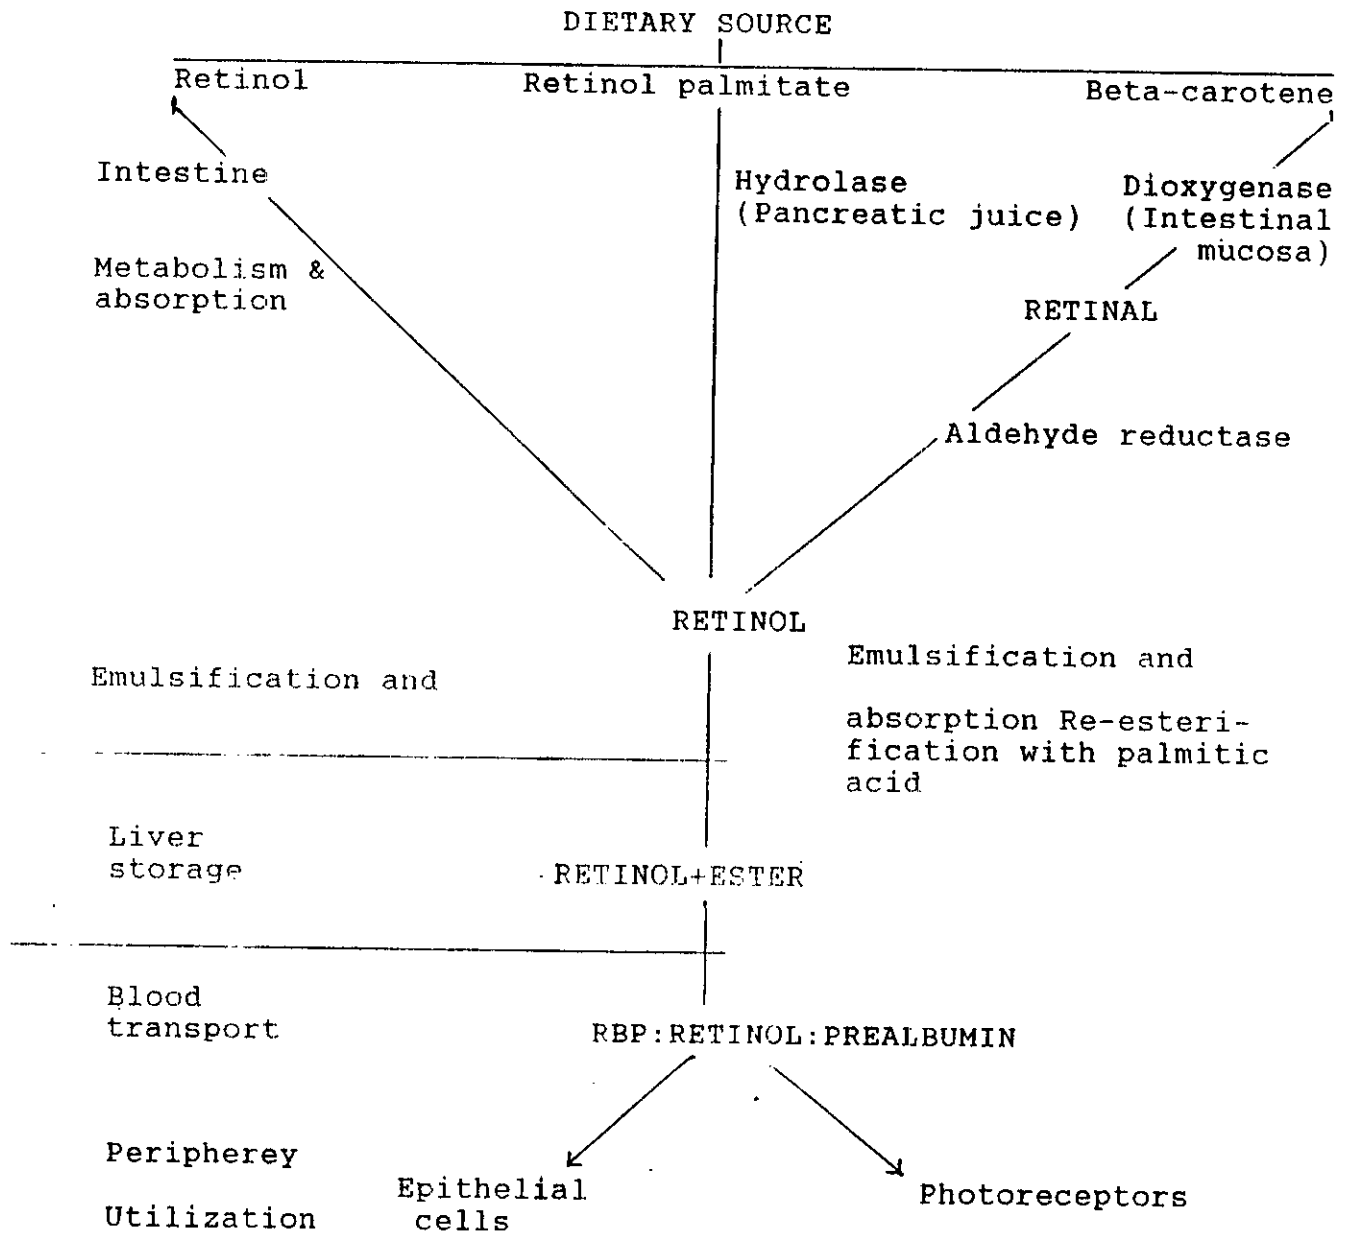 DIETARY SOURCE
Retinol
Retinol palmitate
Beta-carotene
Intestine
Hydrolase
(Pancreatic juice)
Dioxygenase
(Intestinal
mucosa)
Metabolism &
absorption
RETINAL
Aldehyde reductase
RETINOL
Emulsification and
Emulsification and
absorption Re-esteri-
fication with palmitic
acid
Liver
storage
RETINOL+ESTER
Blood
transport
RBP:RETINOL:PREALBUMIN
Peripherey
Utilization
Epithelial
cells
Photoreceptors